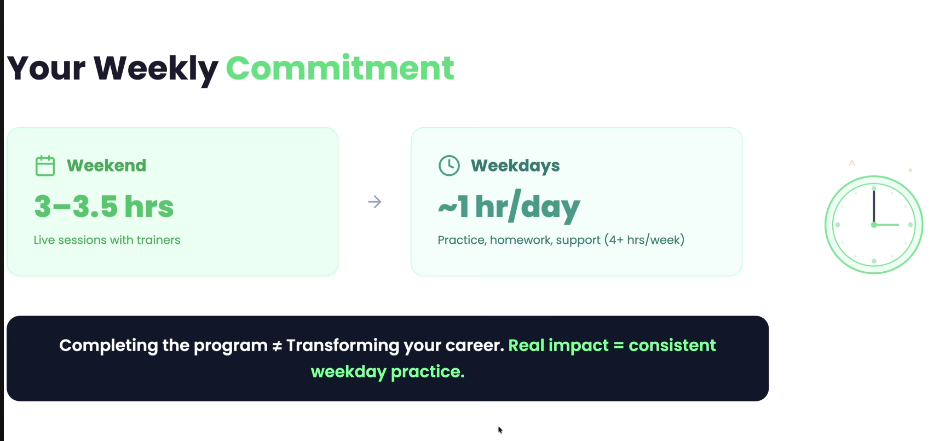 Your Weekly Commitment
Weekend
3–3.5 hrs
Live sessions with trainers
Weekdays
~1 hr/day
Practice, homework, support (4+ hrs/week)
Completing the program ≠ Transforming your career. Real impact = consistent
weekday practice.